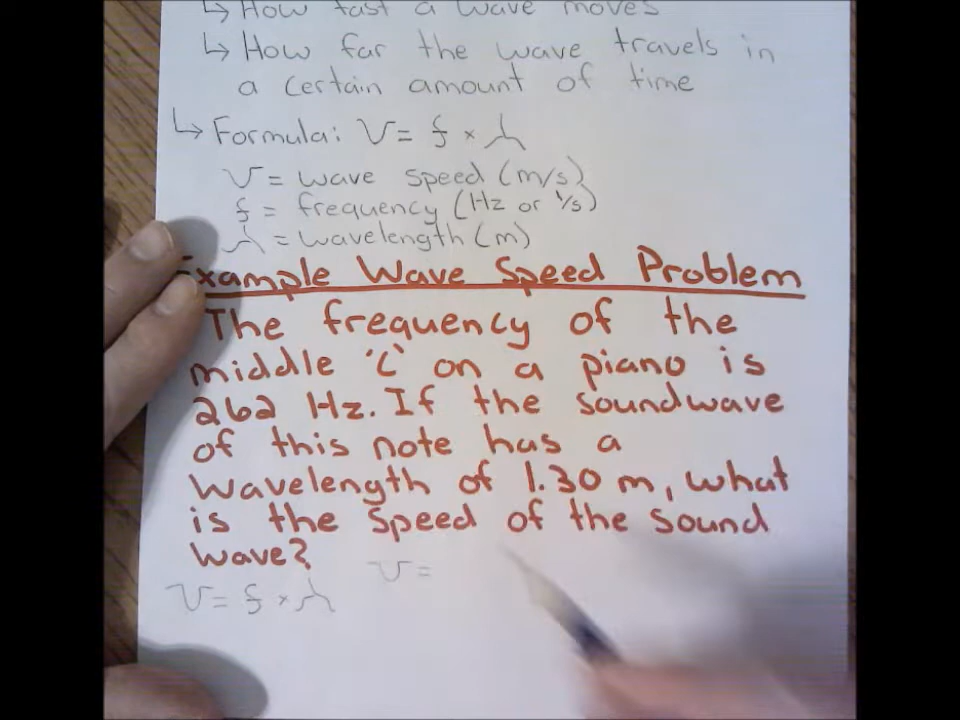 ↳ How fast a wave moves
↳ How far the wave travels in
a certain amount of time
↳ Formula: V = f × λ
V = wave speed (m/s)
f = frequency (Hz or 1/s)
λ = wavelength (m)
Example Wave Speed Problem
The frequency of the
middle 'C' on a piano is
262 Hz. If the soundwave
of this note has a
wavelength of 1.30 m, what
is the speed of the sound
wave?
V =
V = f × λ